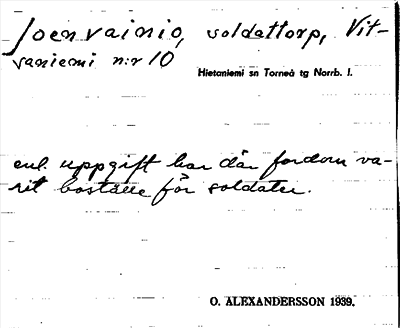 Joenvainio, soldattorp, Vit-
saniemi n:r 10
Hietaniemi sn Torneå tg Norrb. l.
enl. uppgift har där fordom va-
rit boställe för soldater.
O. ALEXANDERSSON 1939.